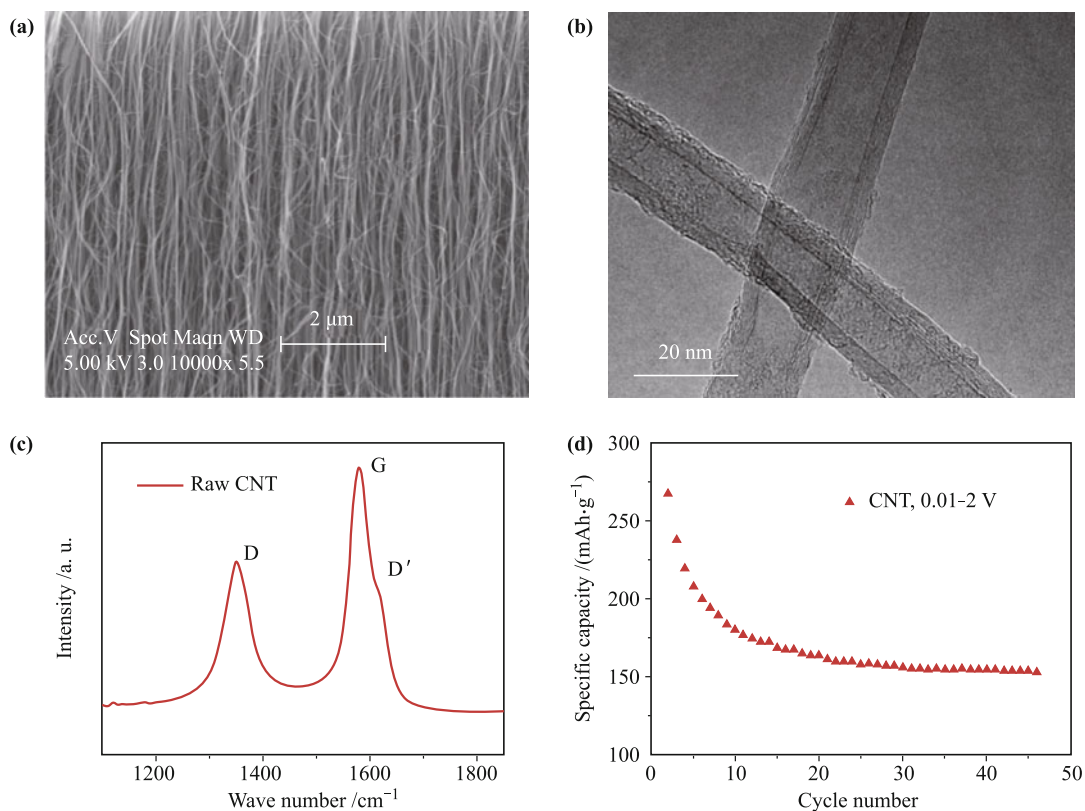 (a)
Acc.V Spot Maqn WD
5.00 kV 3.0 10000x 5.5
2 μm
(b)
20 nm
(c)
Raw CNT
D
G
D′
Intensity /a. u.
1200 1400 1600 1800
Wave number /cm⁻¹
(d)
300
250
200
150
100
Specific capacity /(mAh·g⁻¹)
CNT, 0.01–2 V
0 10 20 30 40 50
Cycle number